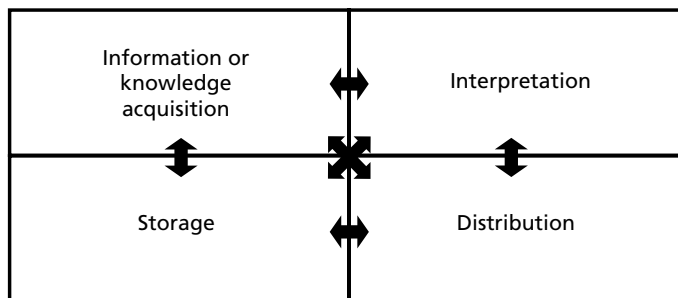 Information or
knowledge
acquisition
Interpretation
Storage
Distribution